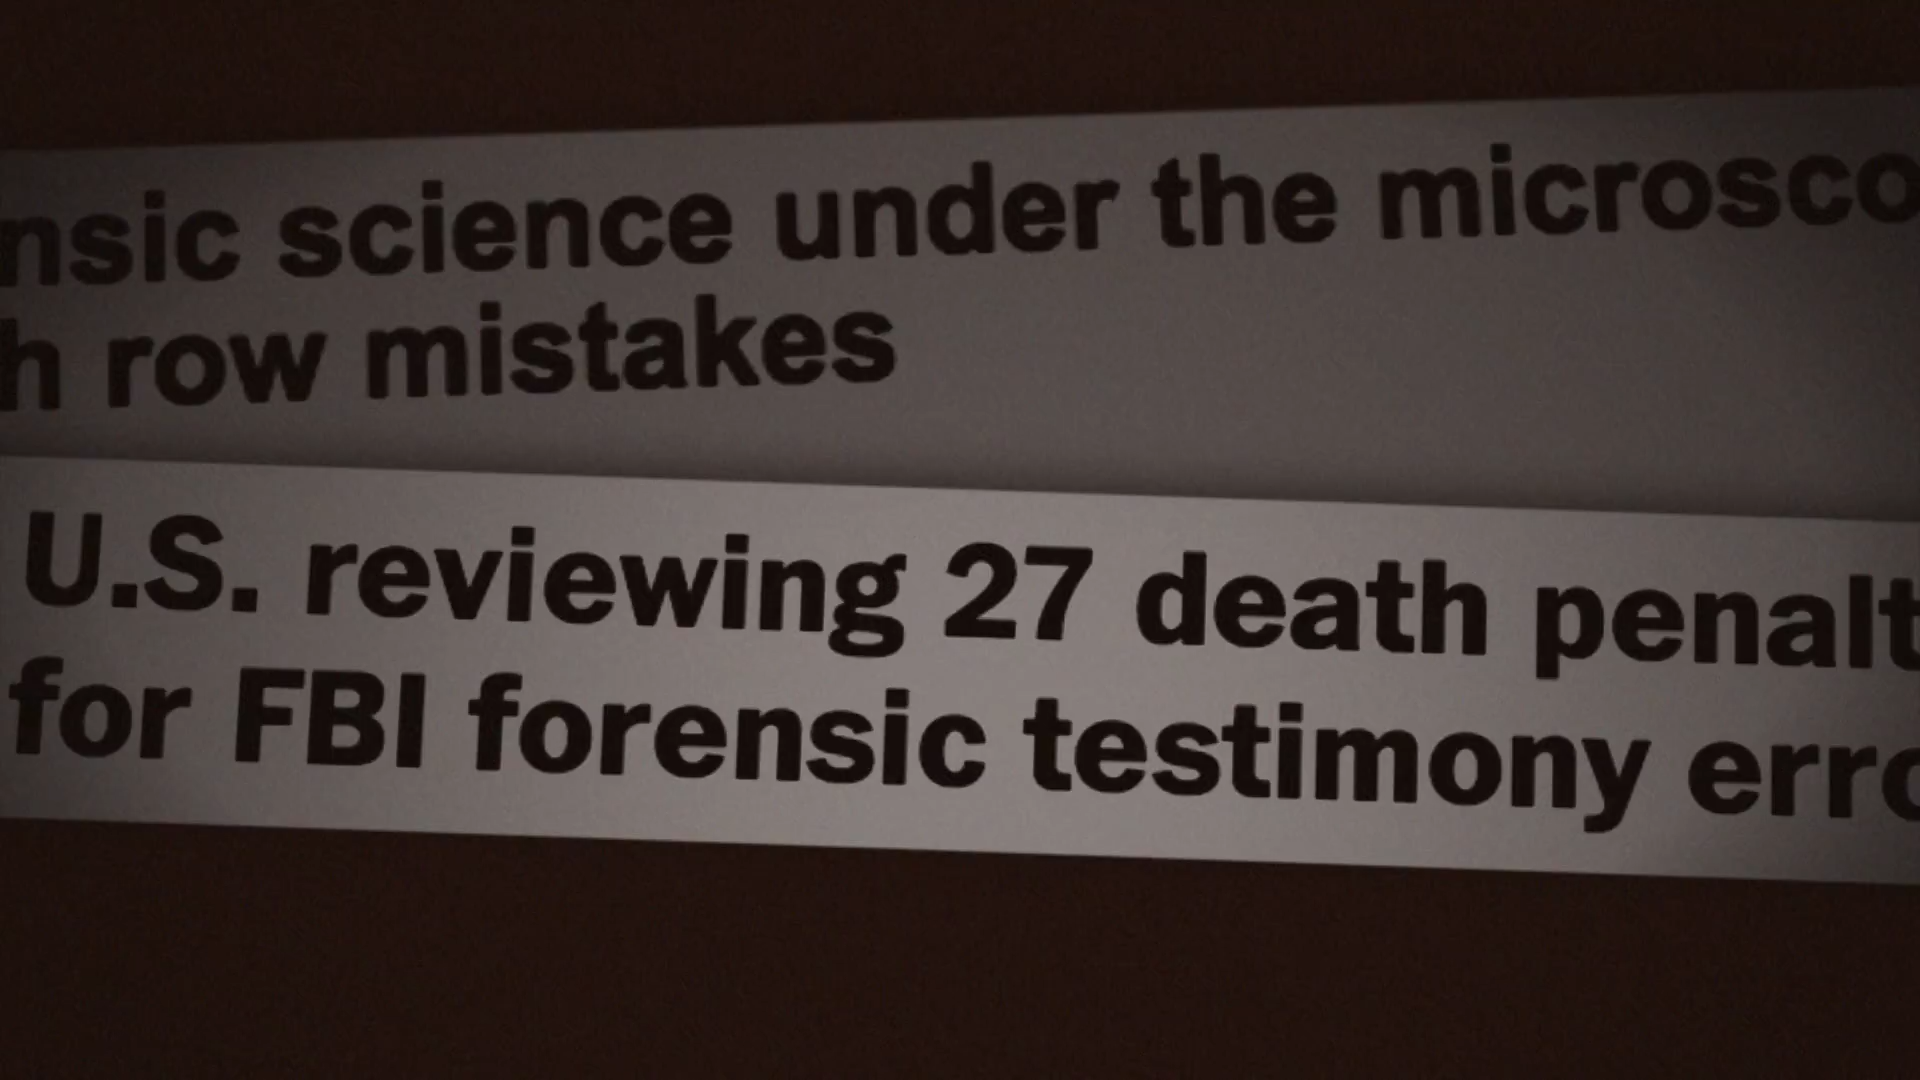 nsic science under the microsco
h row mistakes
U.S. reviewing 27 death penalt
for FBI forensic testimony erro